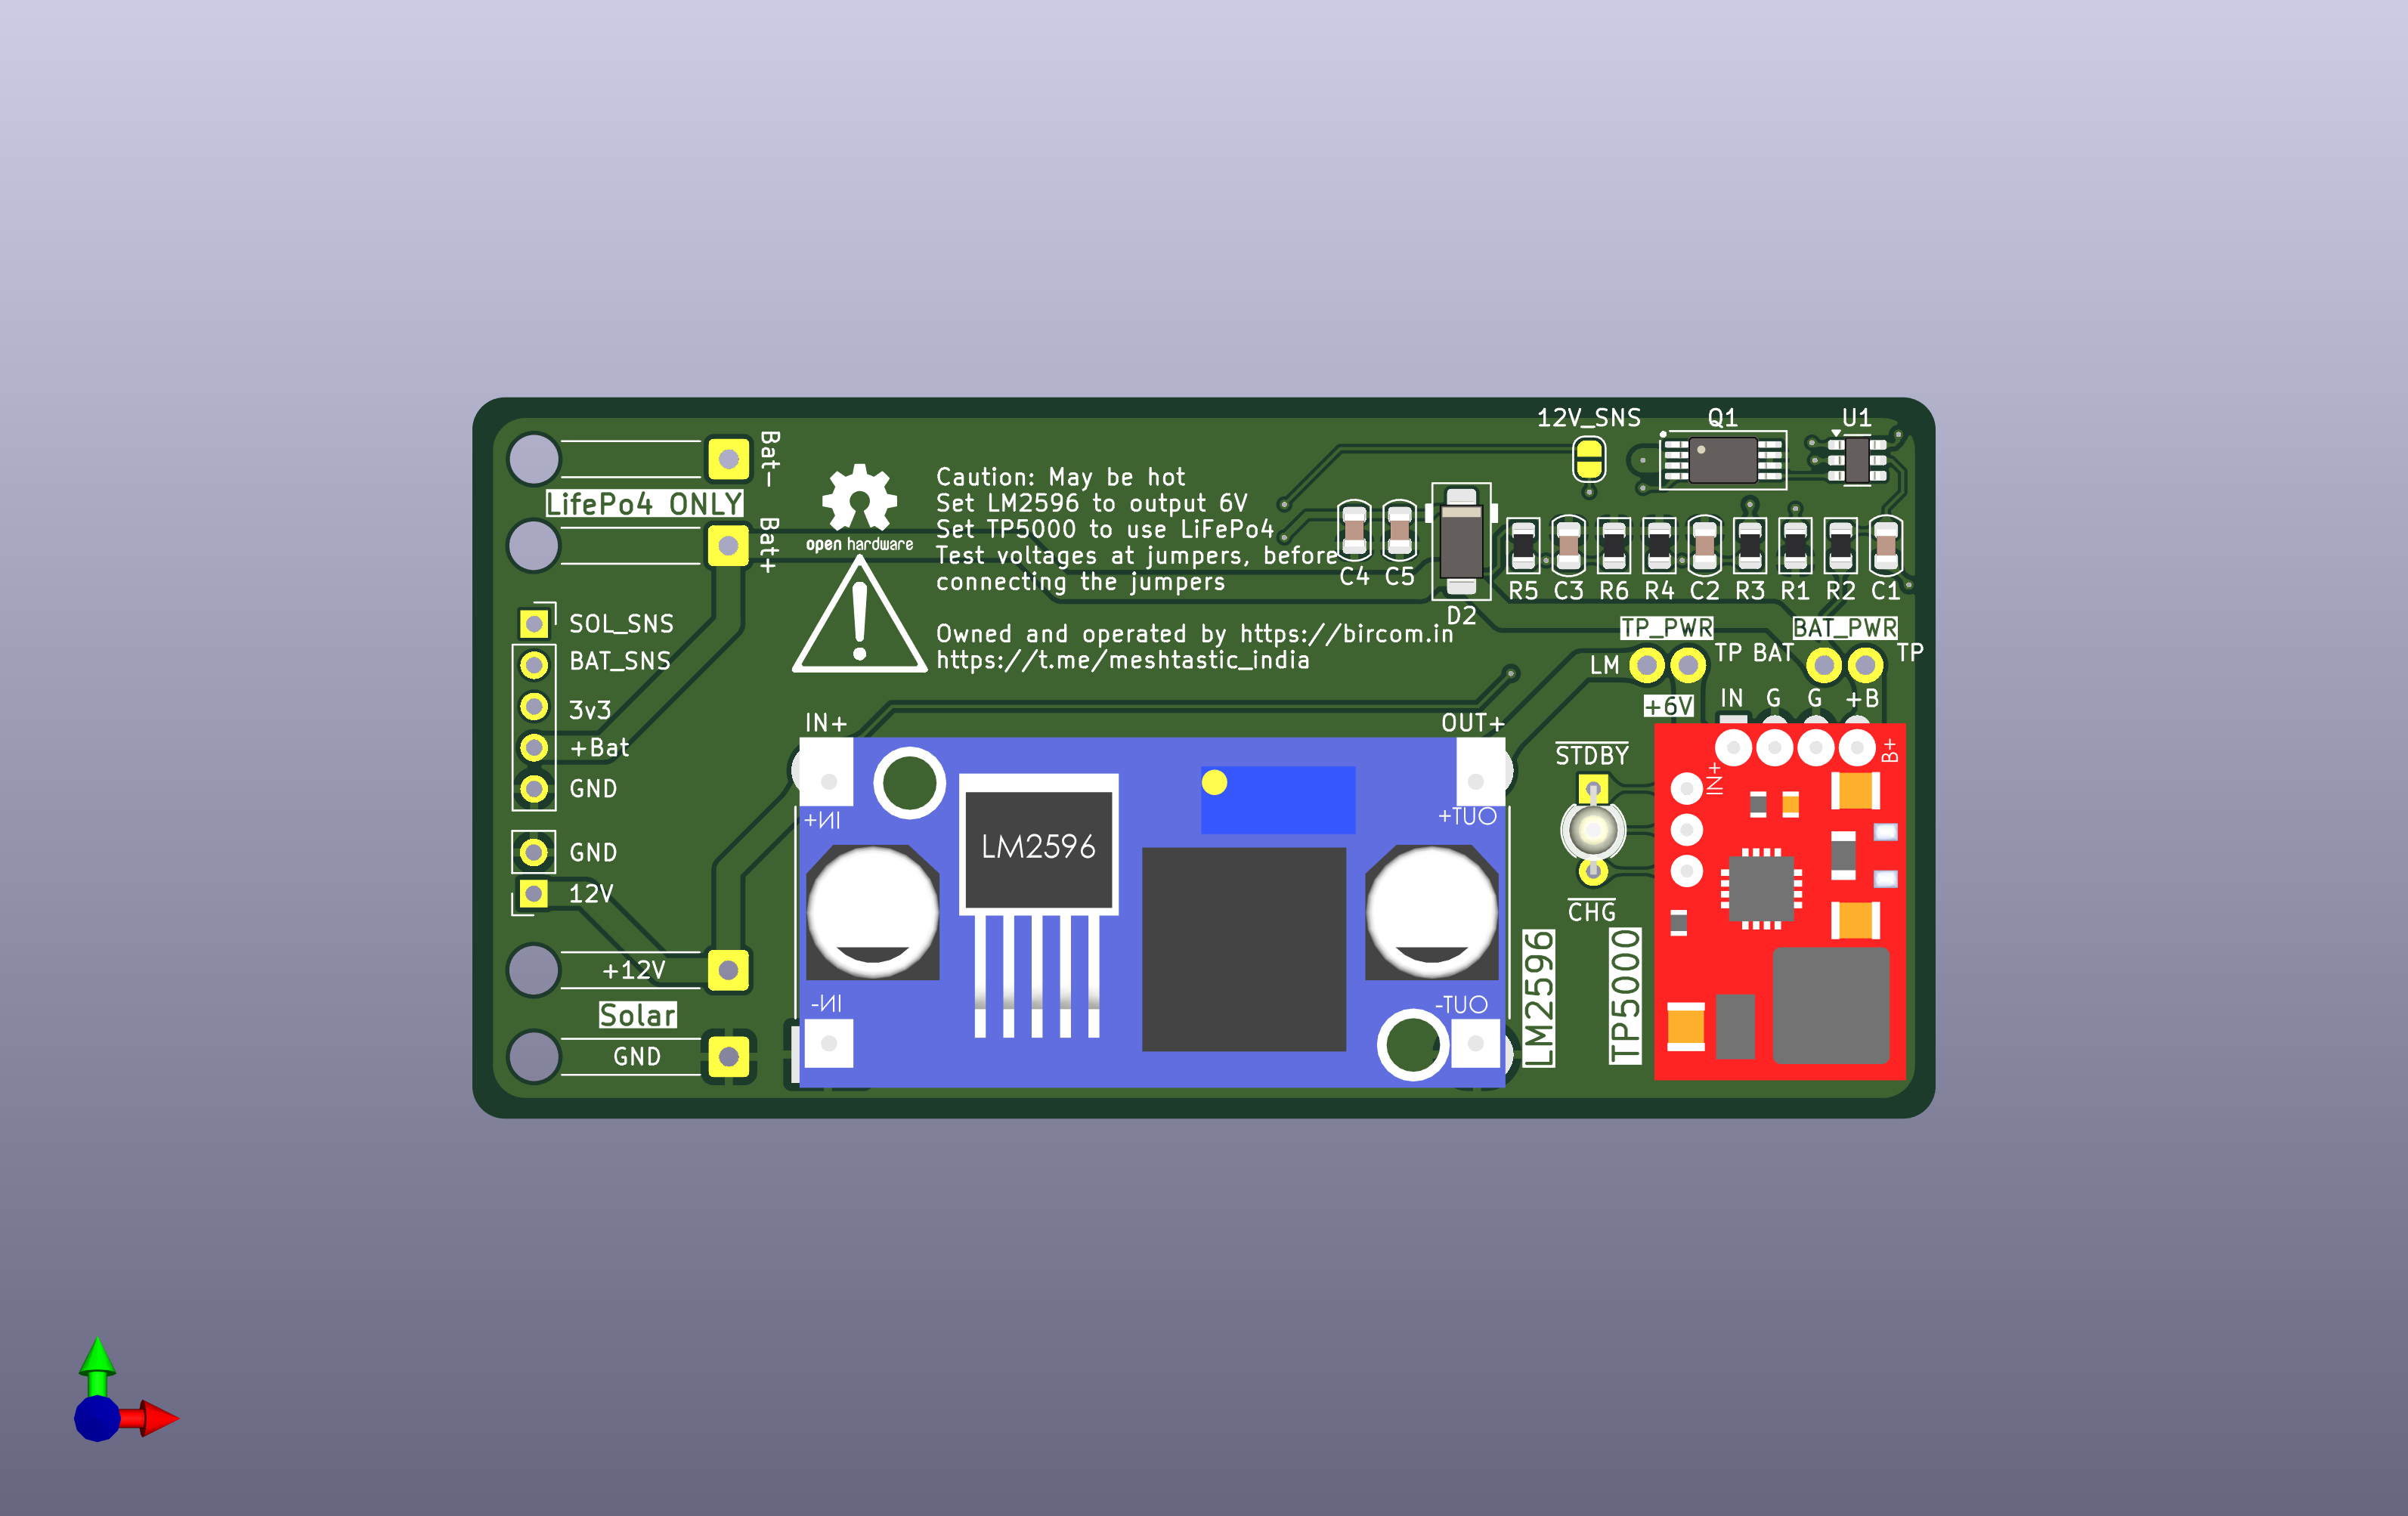 12V_SNS
Q1
U1
Bat-
LifePo4 ONLY
Bat+
open hardware
Caution: May be hot
Set LM2596 to output 6V
Set TP5000 to use LiFePo4
Test voltages at jumpers, before
connecting the jumpers
Owned and operated by https://bircom.in
https://t.me/meshtastic_india
C4
C5
D2
R5
C3
R6
R4
C2
R3
R1
R2
C1
SOL_SNS
BAT_SNS
3v3
+Bat
GND
GND
12V
+12V
Solar
GND
TP_PWR
BAT_PWR
LM
TP
BAT
TP
+6V
IN
G
G
+B
IN+
OUT+
IN+
OUT+
LM2596
IN-
OUT-
STDBY
CHG
LM2596
TP5000
IN+
B+